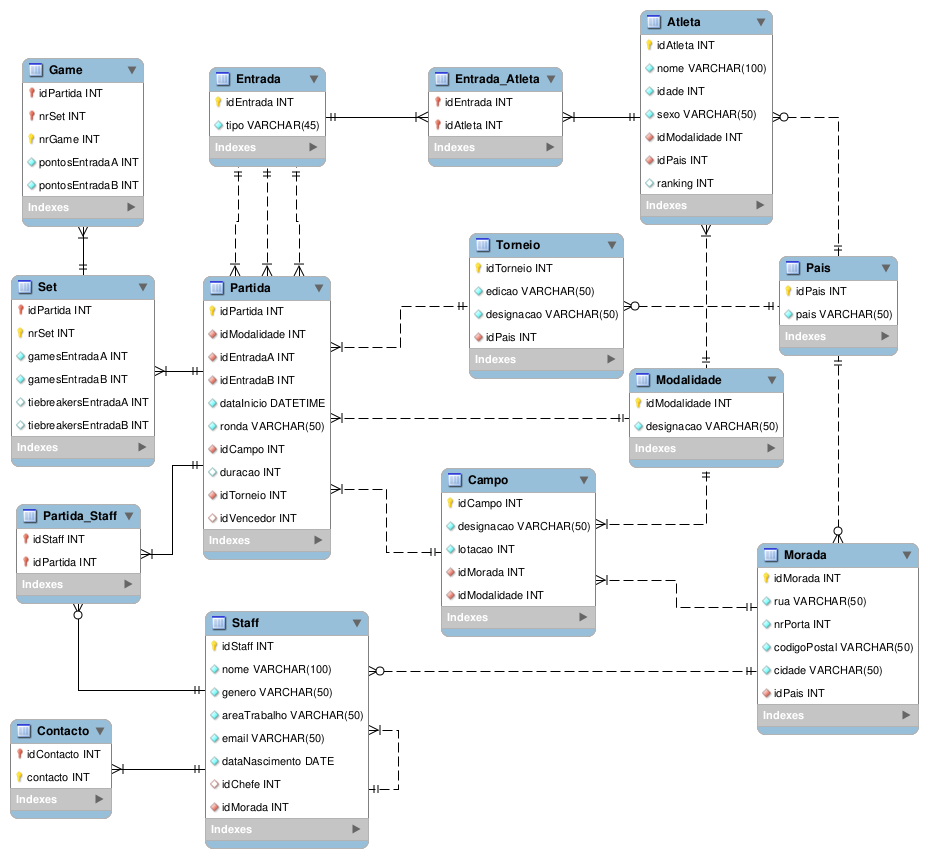 Game
idPartida INT
nrSet INT
nrGame INT
pontosEntradaA INT
pontosEntradaB INT
Indexes
Entrada
idEntrada INT
tipo VARCHAR(45)
Indexes
Entrada_Atleta
idEntrada INT
idAtleta INT
Indexes
Atleta
idAtleta INT
nome VARCHAR(100)
idade INT
sexo VARCHAR(50)
idModalidade INT
idPais INT
ranking INT
Indexes
Set
idPartida INT
nrSet INT
gamesEntradaA INT
gamesEntradaB INT
tiebreakersEntradaA INT
tiebreakersEntradaB INT
Indexes
Partida
idPartida INT
idModalidade INT
idEntradaA INT
idEntradaB INT
dataInicio DATETIME
ronda VARCHAR(50)
idCampo INT
duracao INT
idTorneio INT
idVencedor INT
Indexes
Torneio
idTorneio INT
edicao VARCHAR(50)
designacao VARCHAR(50)
idPais INT
Indexes
Pais
idPais INT
pais VARCHAR(50)
Indexes
Modalidade
idModalidade INT
designacao VARCHAR(50)
Indexes
Campo
idCampo INT
designacao VARCHAR(50)
lotacao INT
idMorada INT
idModalidade INT
Indexes
Partida_Staff
idStaff INT
idPartida INT
Indexes
Morada
idMorada INT
rua VARCHAR(50)
nrPorta INT
codigoPostal VARCHAR(50)
cidade VARCHAR(50)
idPais INT
Indexes
Staff
idStaff INT
nome VARCHAR(100)
genero VARCHAR(50)
areaTrabalho VARCHAR(50)
email VARCHAR(50)
dataNascimento DATE
idChefe INT
idMorada INT
Indexes
Contacto
idContacto INT
contacto INT
Indexes